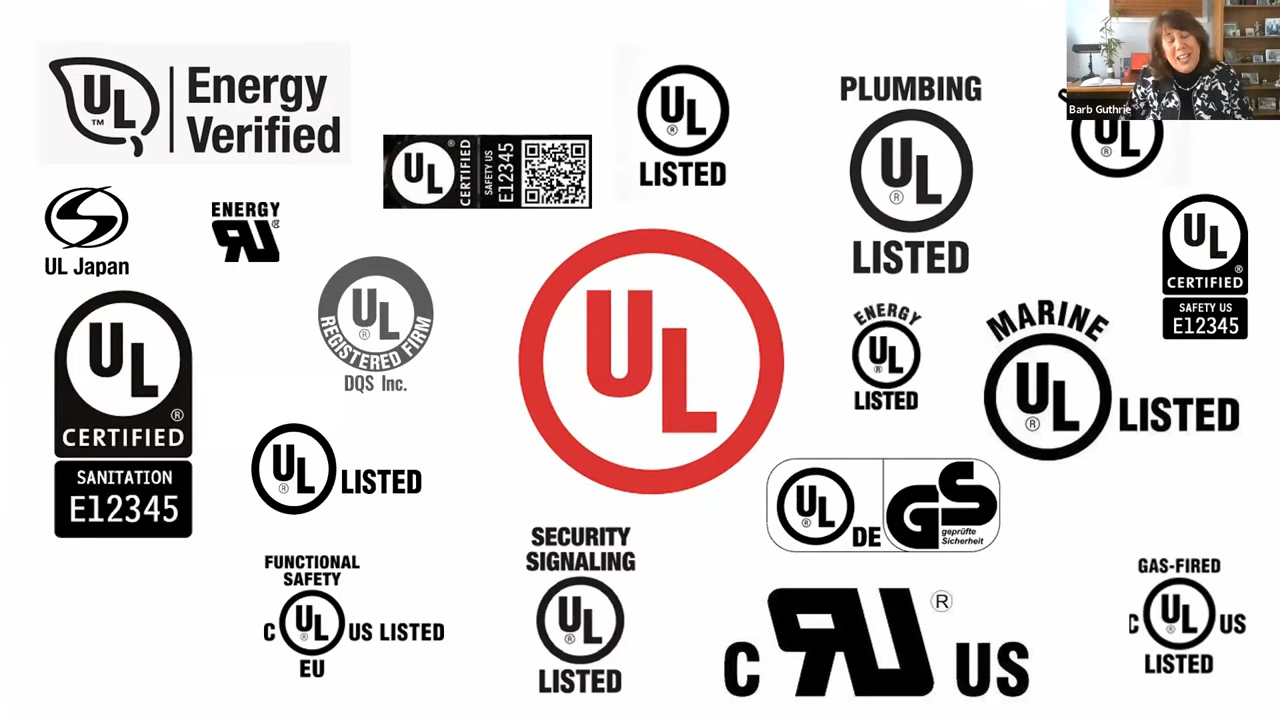 UL
TM
Energy
Verified
UL
®
CERTIFIED
SAFETY US
E12345
UL
®
LISTED
PLUMBING
UL
®
LISTED
Barb Guthrie
UL
®
UL Japan
ENERGY
RU
UL
®
CERTIFIED
SAFETY US
E12345
UL
®
REGISTERED FIRM
DQS Inc.
UL
ENERGY
UL
®
LISTED
MARINE
UL
®
LISTED
UL
®
CERTIFIED
SANITATION
E12345
UL
®
LISTED
UL
®
DE
GS
geprüfte
Sicherheit
SECURITY
SIGNALING
UL
®
LISTED
FUNCTIONAL
SAFETY
C UL US LISTED
®
EU
C RU US
®
GAS-FIRED
C UL US
®
LISTED